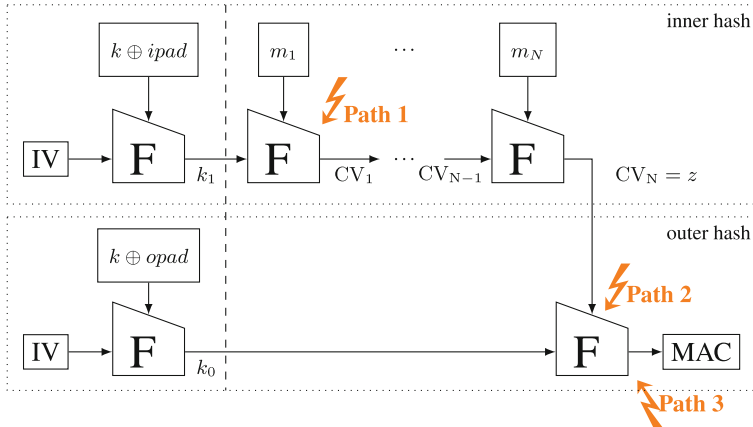 inner hash
k ⊕ ipad
m₁
...
m_N
Path 1
IV
F
k₁
F
CV₁
...
CV_{N−1}
F
CV_N = z
outer hash
k ⊕ opad
Path 2
IV
F
k₀
F
MAC
Path 3